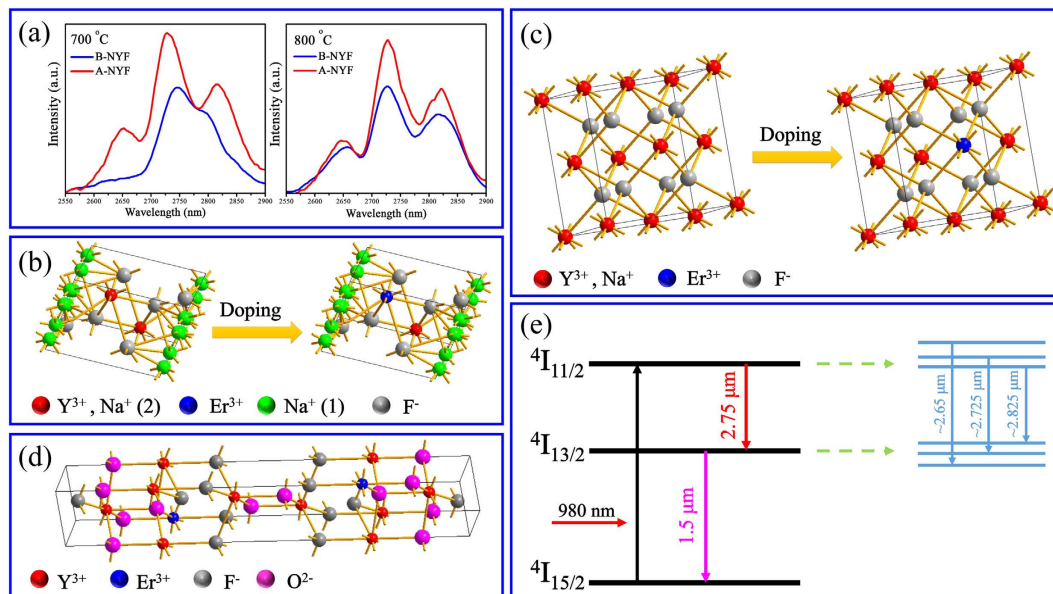 (a)
700 °C
B-NYF
A-NYF
Intensity (a.u.)
2550 2600 2650 2700 2750 2800 2850 2900
Wavelength (nm)
800 °C
B-NYF
A-NYF
Intensity (a.u.)
2550 2600 2650 2700 2750 2800 2850 2900
Wavelength (nm)
(b)
Doping
Y³⁺, Na⁺ (2) Er³⁺ Na⁺ (1) F⁻
(d)
Y³⁺ Er³⁺ F⁻ O²⁻
(c)
Doping
Y³⁺, Na⁺ Er³⁺ F⁻
(e)
⁴I₁₁/₂
2.75 μm
⁴I₁₃/₂
980 nm
1.5 μm
⁴I₁₅/₂
~2.65 μm
~2.725 μm
~2.825 μm